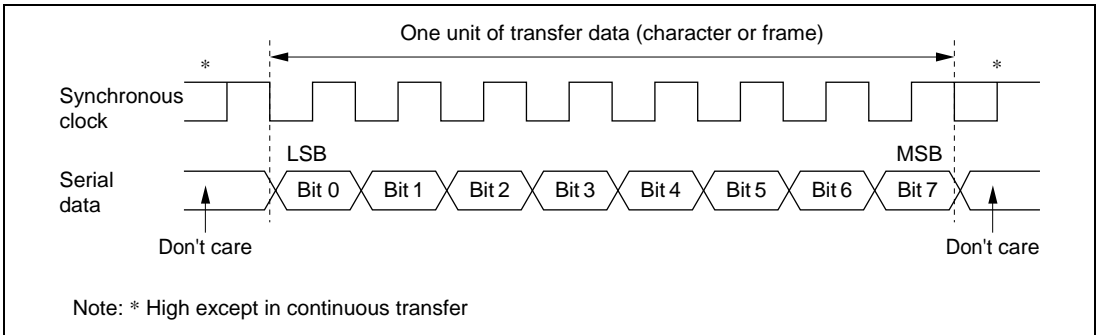 One unit of transfer data (character or frame)
* *
Synchronous
clock
LSB MSB
Serial
data
Bit 0 Bit 1 Bit 2 Bit 3 Bit 4 Bit 5 Bit 6 Bit 7
Don't care Don't care
Note: * High except in continuous transfer